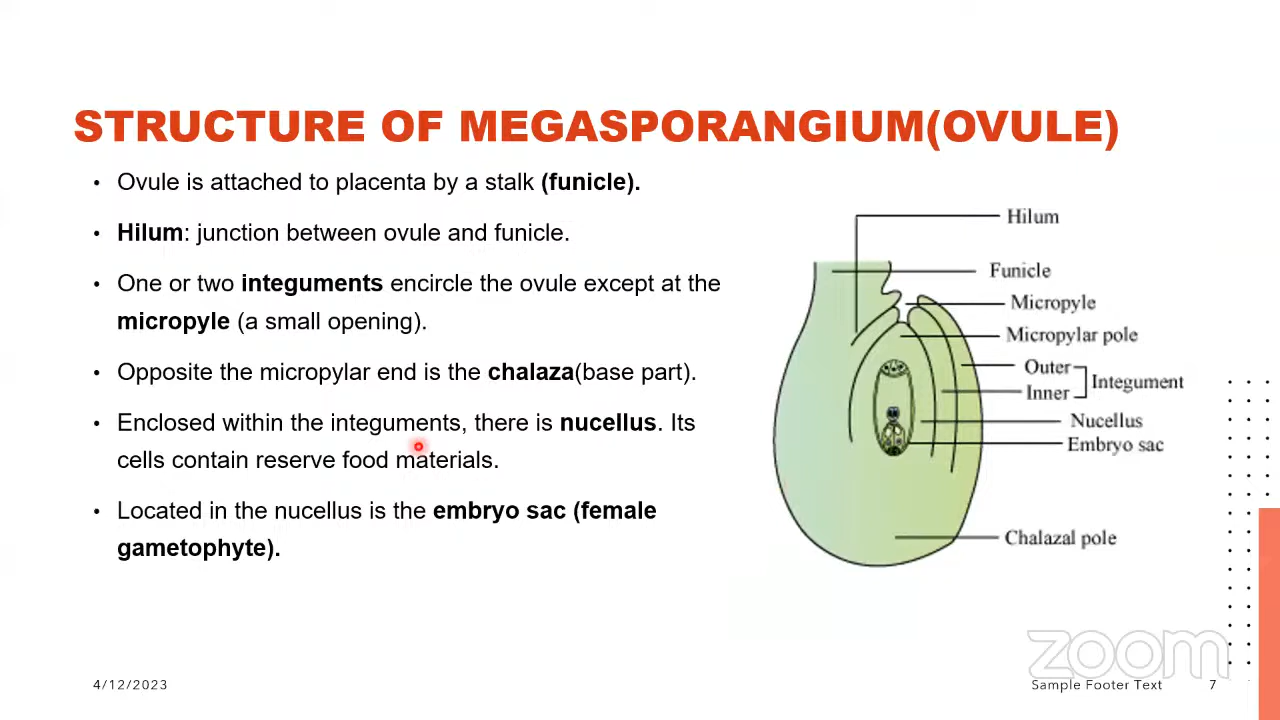 STRUCTURE OF MEGASPORANGIUM(OVULE)
• Ovule is attached to placenta by a stalk (funicle).
• Hilum: junction between ovule and funicle.
• One or two integuments encircle the ovule except at the
micropyle (a small opening).
• Opposite the micropylar end is the chalaza(base part).
• Enclosed within the integuments, there is nucellus. Its
cells contain reserve food materials.
• Located in the nucellus is the embryo sac (female
gametophyte).
Hilum
Funicle
Micropyle
Micropylar pole
Outer
Inner
Integument
Nucellus
Embryo sac
Chalazal pole
zoom
4/12/2023
Sample Footer Text
7